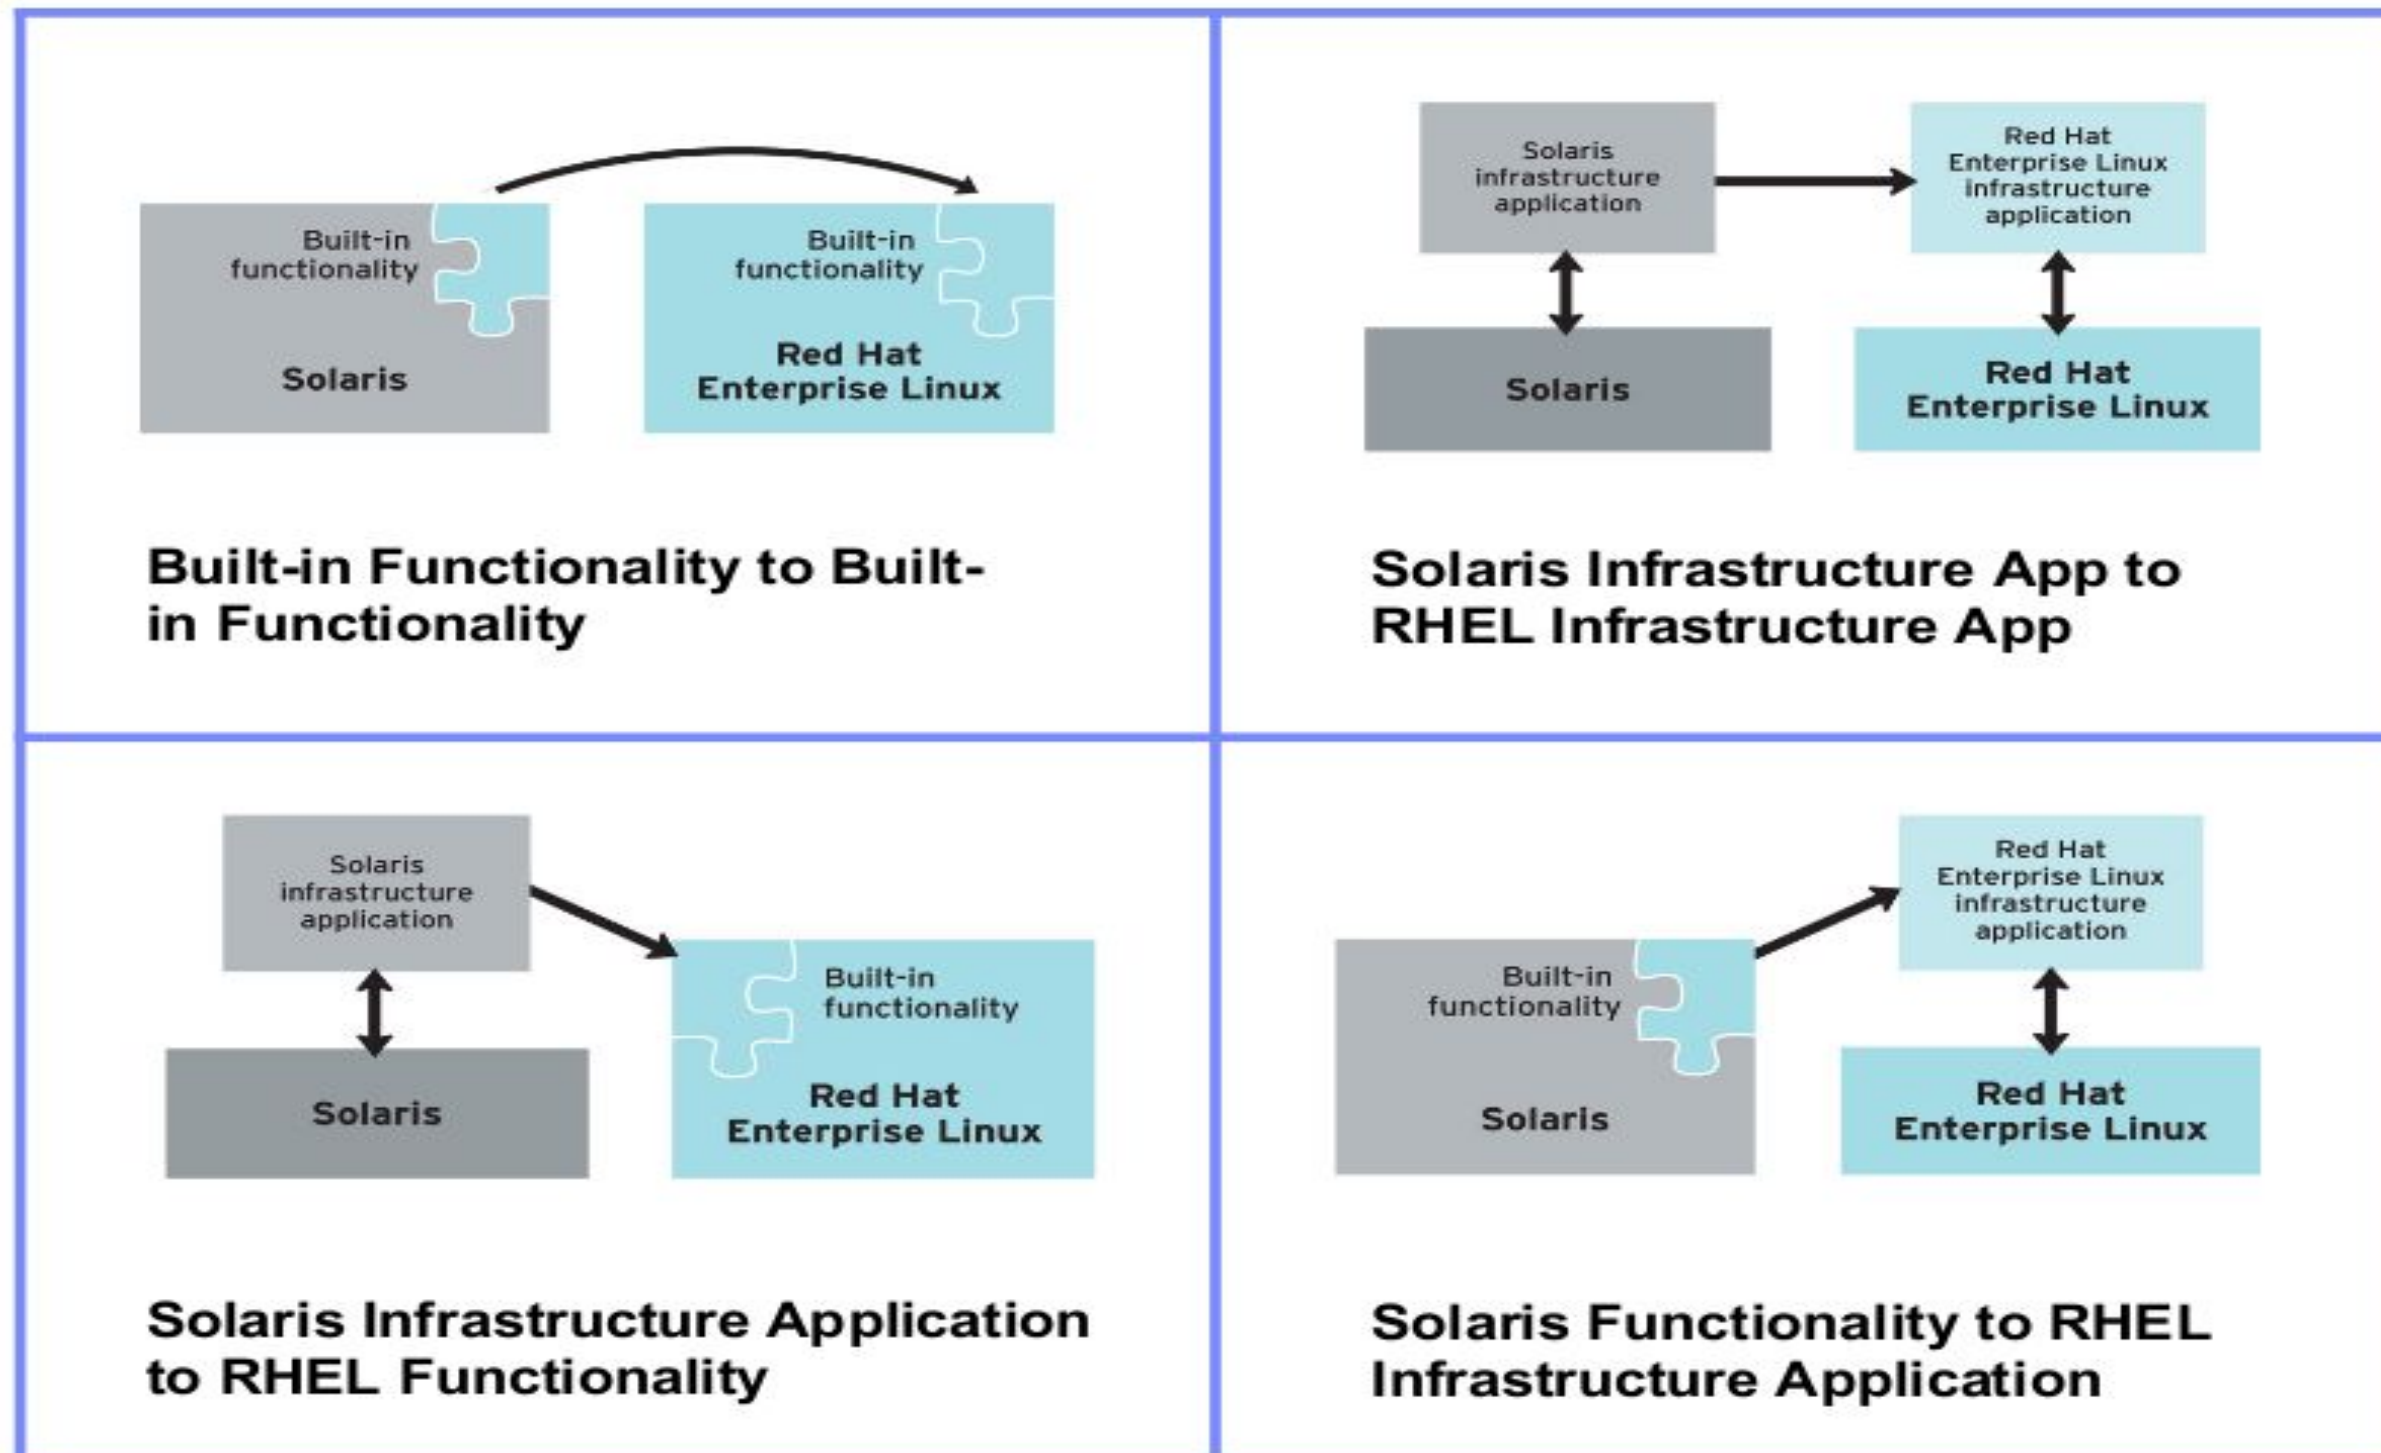 Built-in
functionality
Solaris
Built-in
functionality
Red Hat
Enterprise Linux
Built-in Functionality to Built-
in Functionality
Solaris
infrastructure
application
Red Hat
Enterprise Linux
infrastructure
application
Solaris
Red Hat
Enterprise Linux
Solaris Infrastructure App to
RHEL Infrastructure App
Solaris
infrastructure
application
Solaris
Built-in
functionality
Red Hat
Enterprise Linux
Solaris Infrastructure Application
to RHEL Functionality
Built-in
functionality
Solaris
Red Hat
Enterprise Linux
infrastructure
application
Red Hat
Enterprise Linux
Solaris Functionality to RHEL
Infrastructure Application